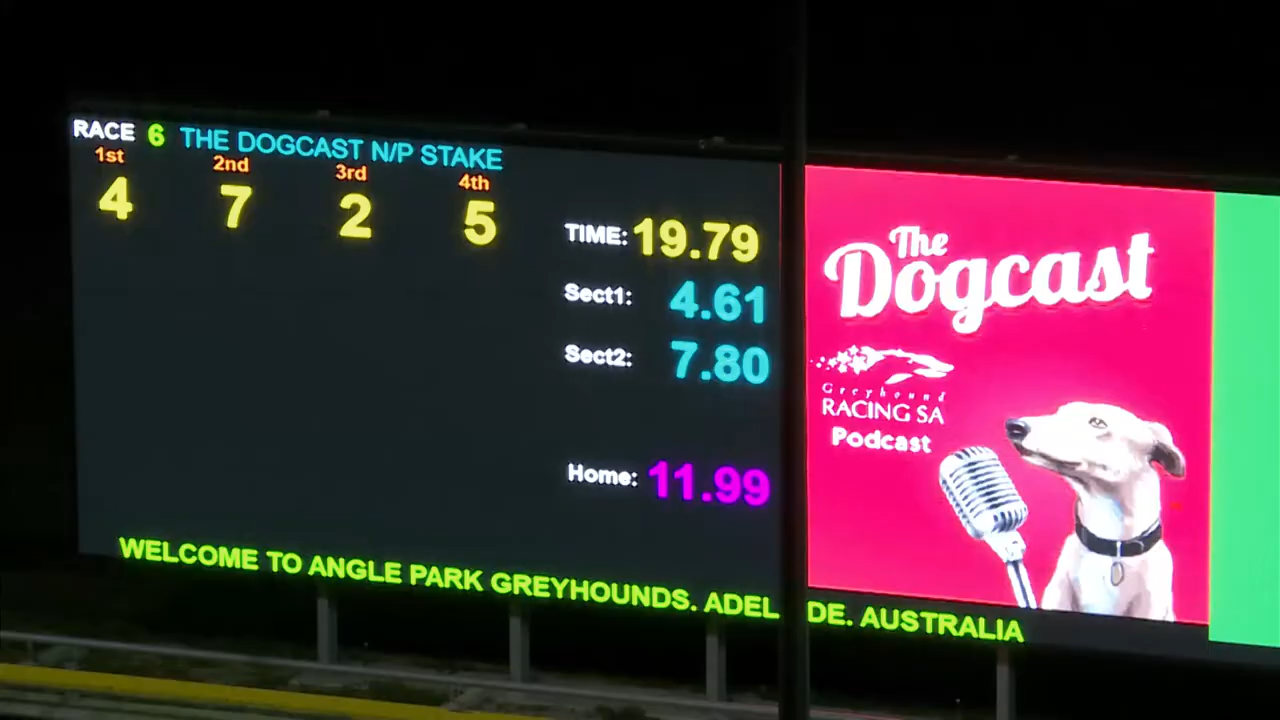 RACE 6 THE DOGCAST N/P STAKE
1st 2nd 3rd 4th
4 7 2 5
TIME: 19.79
Sect1: 4.61
Sect2: 7.80
Home: 11.99
The
Dogcast
Greyhound
RACING SA
Podcast
WELCOME TO ANGLE PARK GREYHOUNDS. ADEL DE. AUSTRALIA